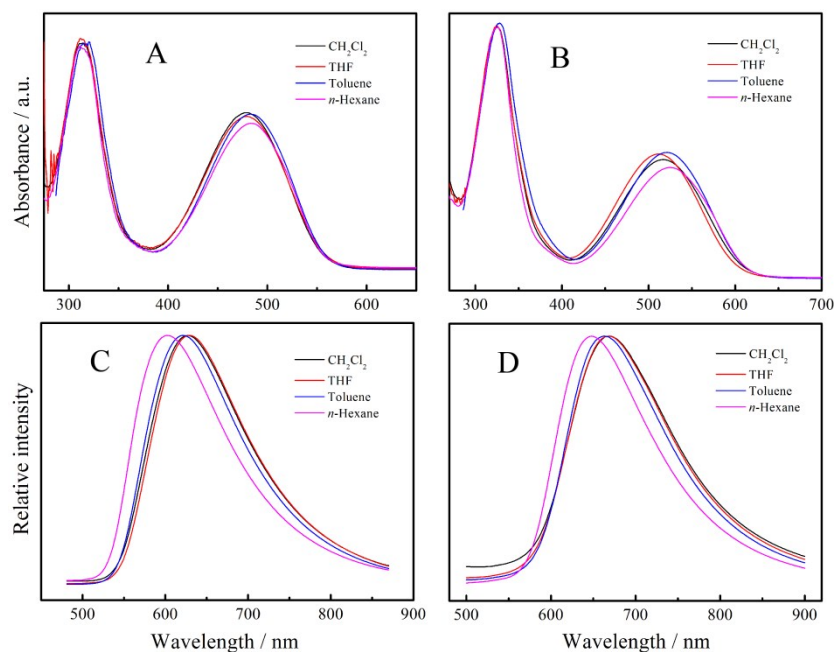 A
CH₂Cl₂
THF
Toluene
n-Hexane
B
CH₂Cl₂
THF
Toluene
n-Hexane
Absorbance / a.u.
300 400 500 600
300 400 500 600 700
C
CH₂Cl₂
THF
Toluene
n-Hexane
D
CH₂Cl₂
THF
Toluene
n-Hexane
Relative intensity
500 600 700 800 900
500 600 700 800 900
Wavelength / nm
Wavelength / nm